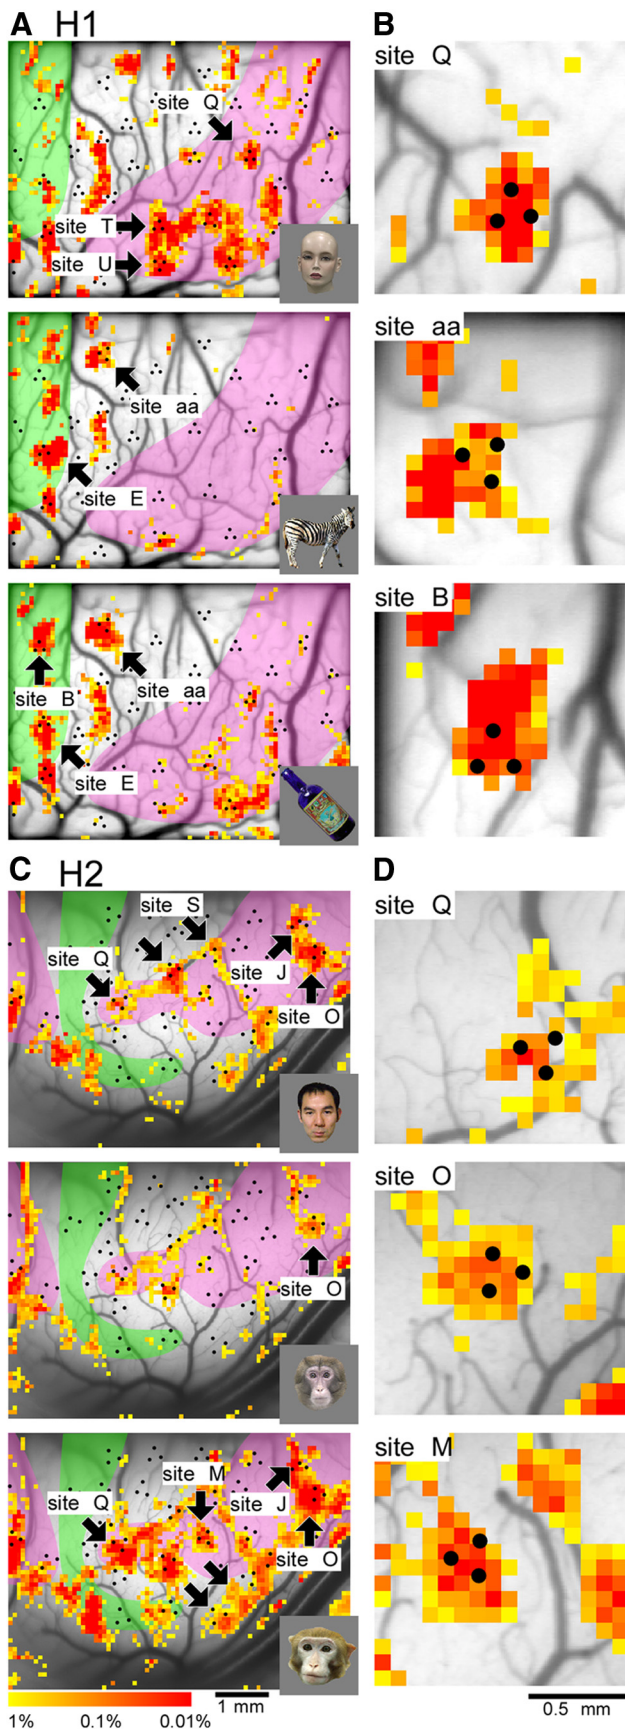 A H1
site Q
site T
site U
site aa
site E
site B
site aa
site E
B
site Q
site aa
site B
C H2
site S
site Q
site J
site O
site O
site M
site Q
site J
site O
1% 0.1% 0.01%
1 mm
D
site Q
site O
site M
0.5 mm